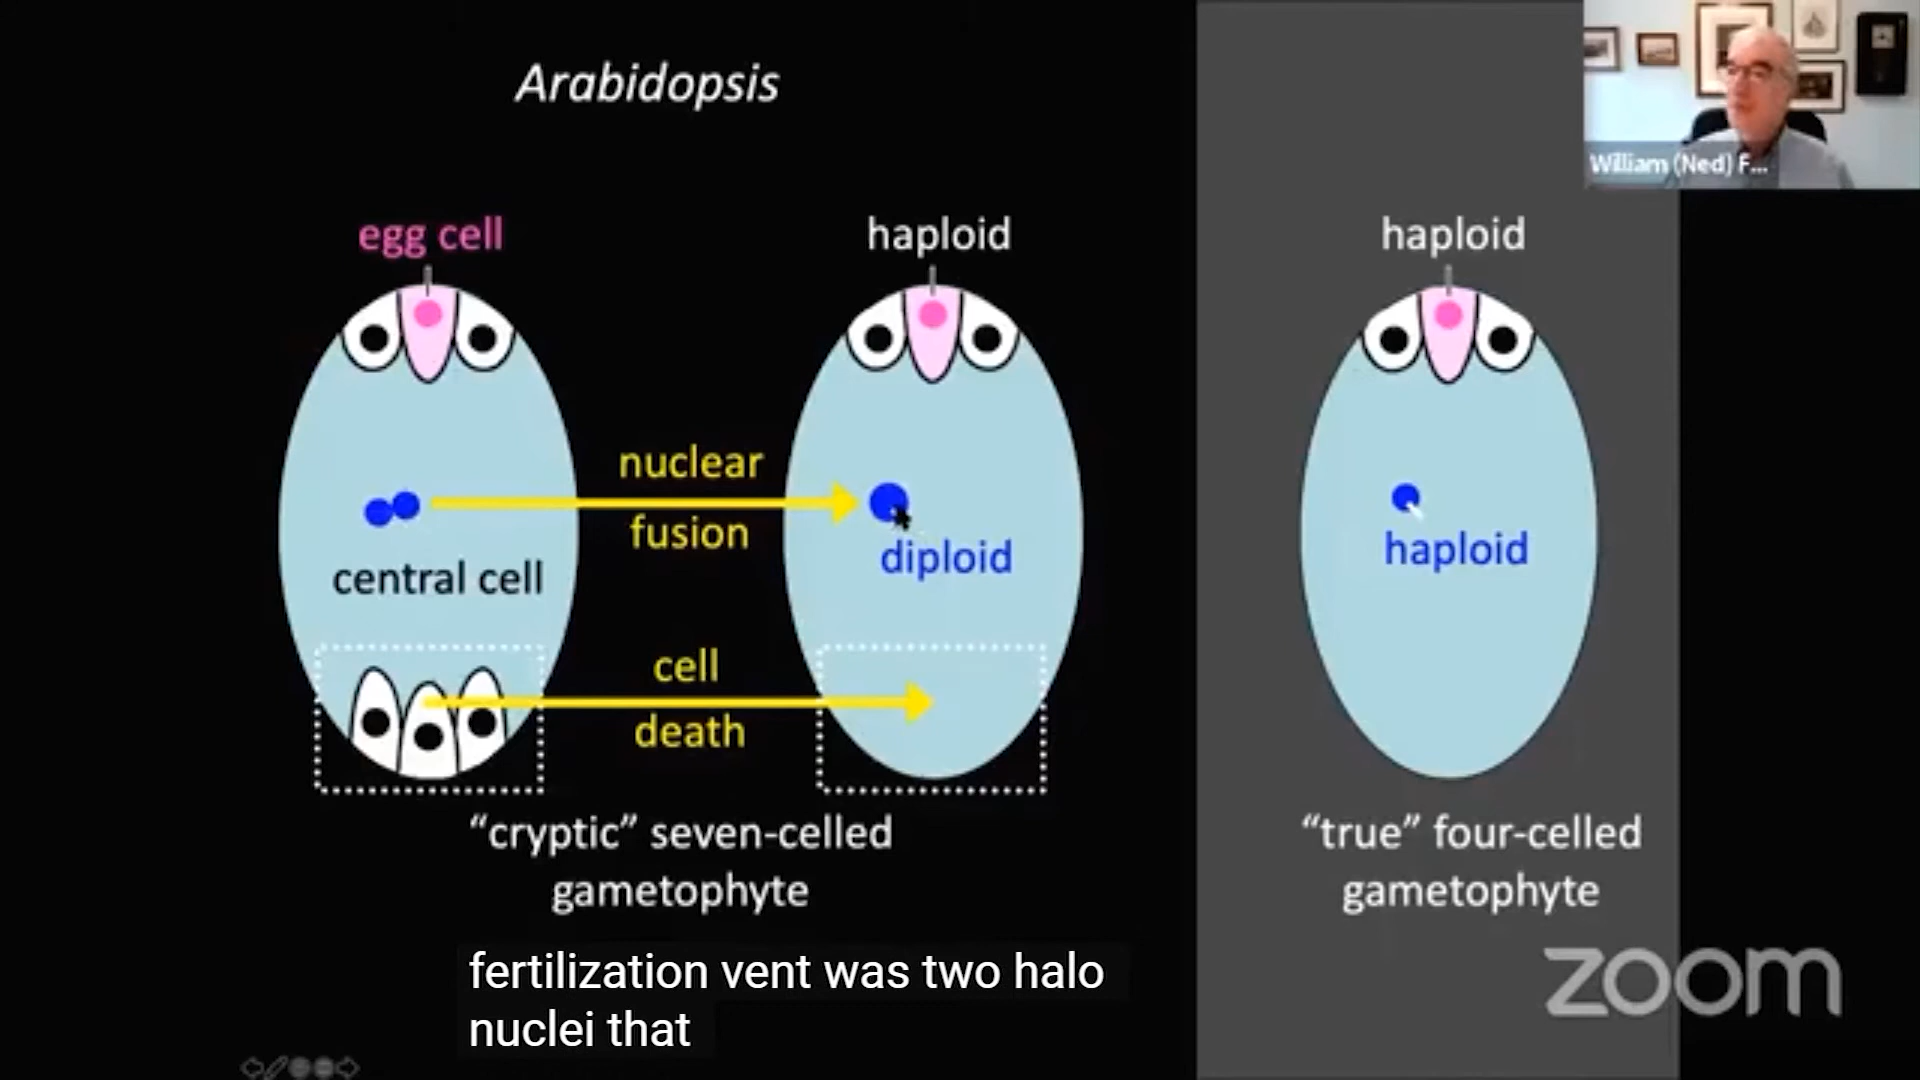 Arabidopsis
William (Ned) F...
egg cell
haploid
haploid
nuclear
fusion
central cell
diploid
haploid
cell
death
"cryptic" seven-celled
gametophyte
"true" four-celled
gametophyte
fertilization vent was two halo
nuclei that
zoom